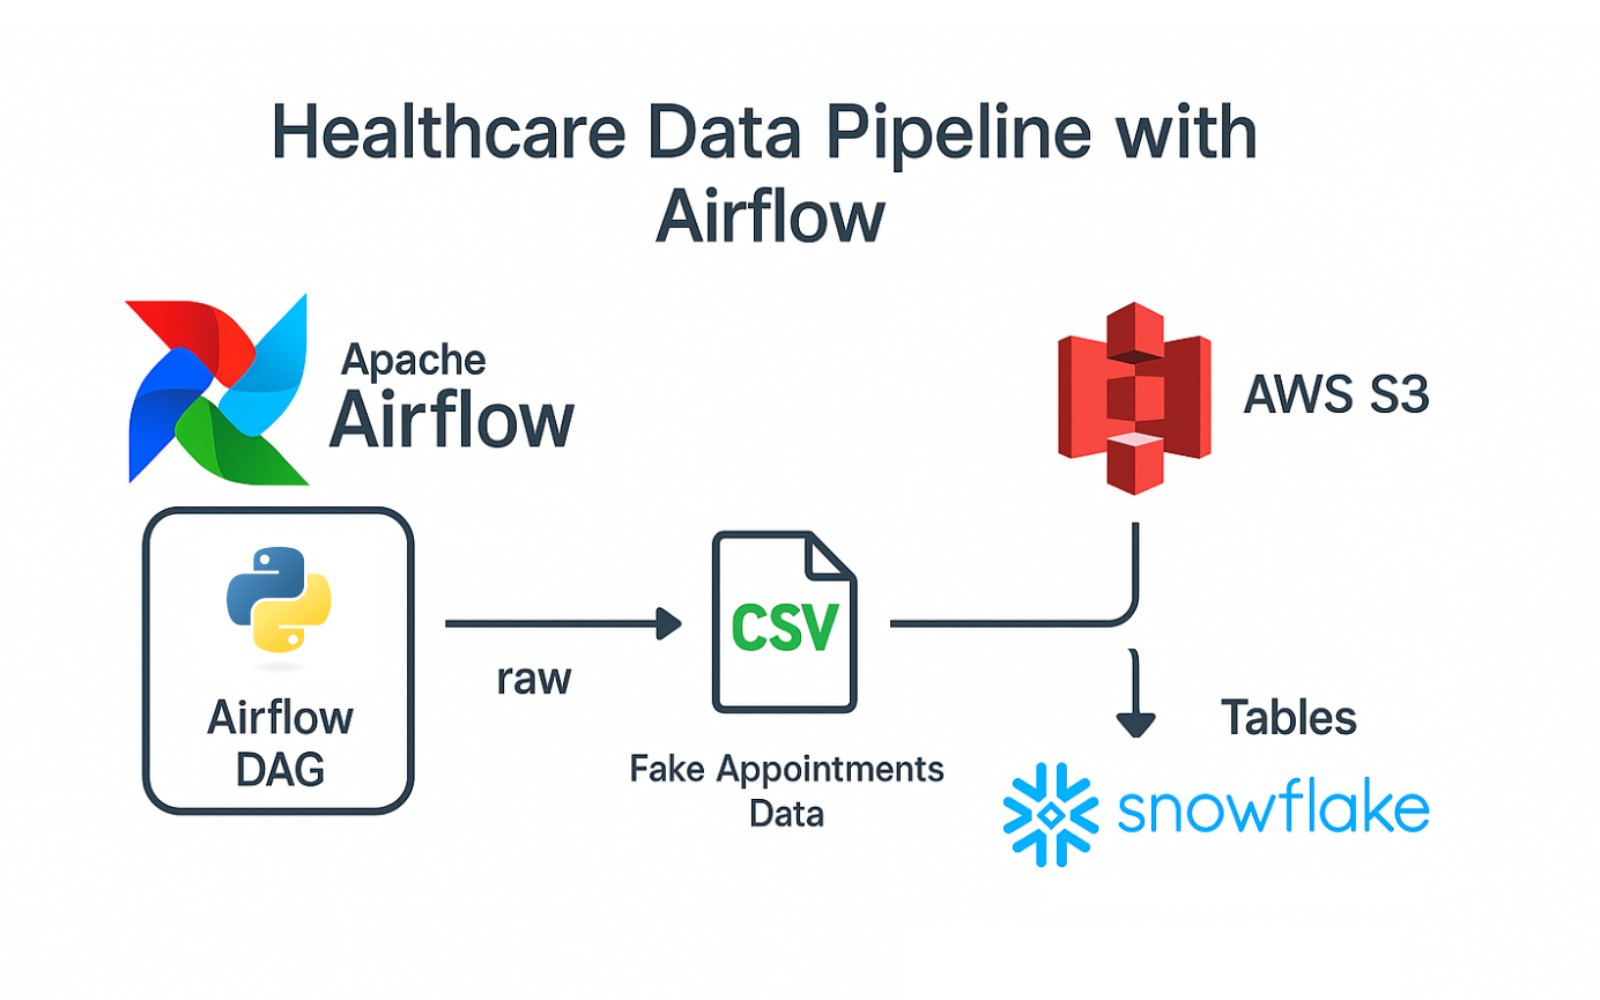 Healthcare Data Pipeline with
Airflow
Apache
Airflow
AWS S3
Airflow
DAG
raw
CSV
Fake Appointments
Data
Tables
snowflake